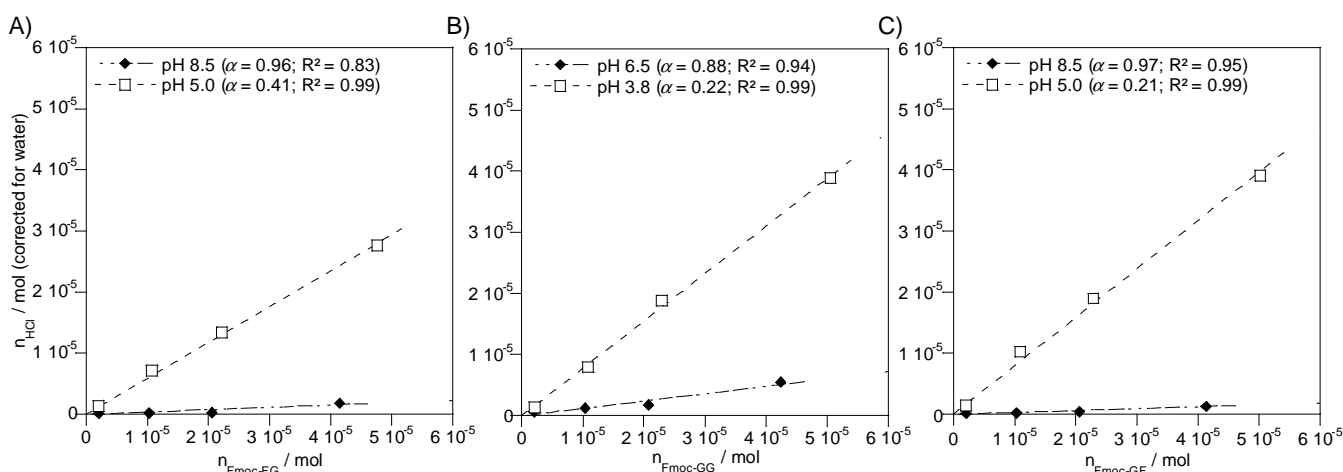 A)
6 10⁻⁵
5 10⁻⁵
4 10⁻⁵
3 10⁻⁵
2 10⁻⁵
1 10⁻⁵
0
n_HCl / mol (corrected for water)
pH 8.5 (α = 0.96; R² = 0.83)
pH 5.0 (α = 0.41; R² = 0.99)
0 1 10⁻⁵ 2 10⁻⁵ 3 10⁻⁵ 4 10⁻⁵ 5 10⁻⁵ 6 10⁻⁵
n_Fmoc-FG / mol
B)
6 10⁻⁵
5 10⁻⁵
4 10⁻⁵
3 10⁻⁵
2 10⁻⁵
1 10⁻⁵
0
pH 6.5 (α = 0.88; R² = 0.94)
pH 3.8 (α = 0.22; R² = 0.99)
0 1 10⁻⁵ 2 10⁻⁵ 3 10⁻⁵ 4 10⁻⁵ 5 10⁻⁵ 6 10⁻⁵
n_Fmoc-GG / mol
C)
6 10⁻⁵
5 10⁻⁵
4 10⁻⁵
3 10⁻⁵
2 10⁻⁵
1 10⁻⁵
0
pH 8.5 (α = 0.97; R² = 0.95)
pH 5.0 (α = 0.21; R² = 0.99)
0 1 10⁻⁵ 2 10⁻⁵ 3 10⁻⁵ 4 10⁻⁵ 5 10⁻⁵ 6 10⁻⁵
n_Fmoc-GF / mol